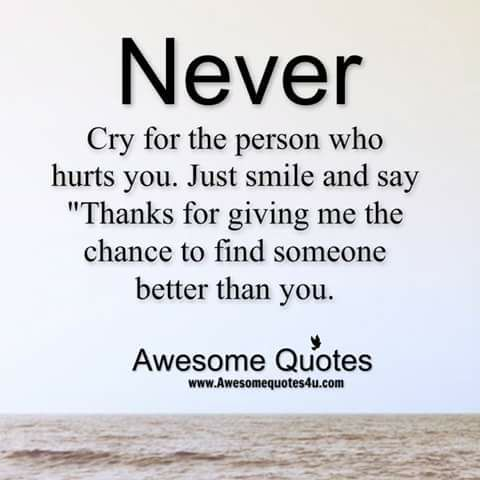 Never
Cry for the person who
hurts you. Just smile and say
"Thanks for giving me the
chance to find someone
better than you.
Awesome Quotes
www.Awesomequotes4u.com